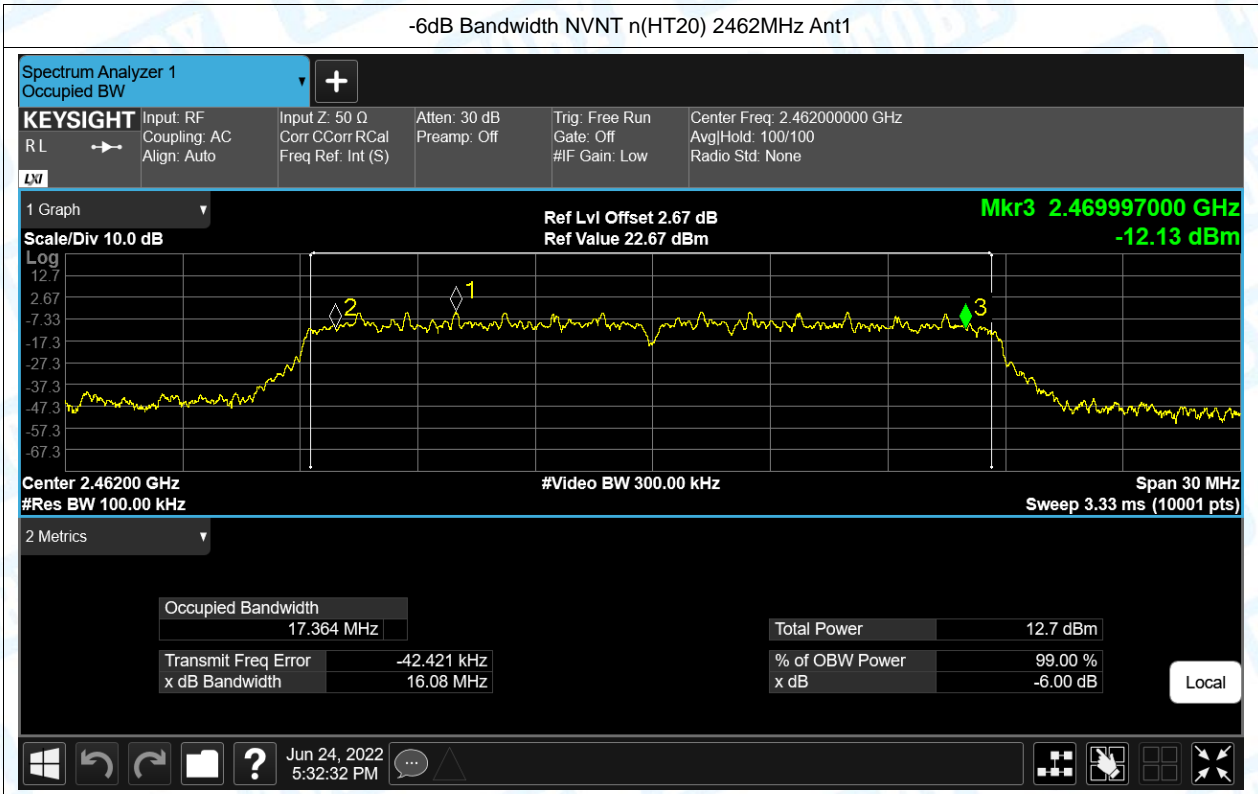 -6dB Bandwidth NVNT n(HT20) 2462MHz Ant1
Spectrum Analyzer 1
Occupied BW
KEYSIGHT
R L
LXI
Input: RF
Coupling: AC
Align: Auto
Input Z: 50 Ω
Corr CCorr RCal
Freq Ref: Int (S)
Atten: 30 dB
Preamp: Off
Trig: Free Run
Gate: Off
#IF Gain: Low
Center Freq: 2.462000000 GHz
Avg|Hold: 100/100
Radio Std: None
1 Graph
Scale/Div 10.0 dB
Ref Lvl Offset 2.67 dB
Ref Value 22.67 dBm
Mkr3 2.469997000 GHz
-12.13 dBm
Log
12.7
2.67
-7.33
-17.3
-27.3
-37.3
-47.3
-57.3
-67.3
2
1
3
Center 2.46200 GHz
#Res BW 100.00 kHz
#Video BW 300.00 kHz
Span 30 MHz
Sweep 3.33 ms (10001 pts)
2 Metrics
Occupied Bandwidth
17.364 MHz
Transmit Freq Error -42.421 kHz
x dB Bandwidth 16.08 MHz
Total Power 12.7 dBm
% of OBW Power 99.00 %
x dB -6.00 dB
Local
?
Jun 24, 2022
5:32:32 PM